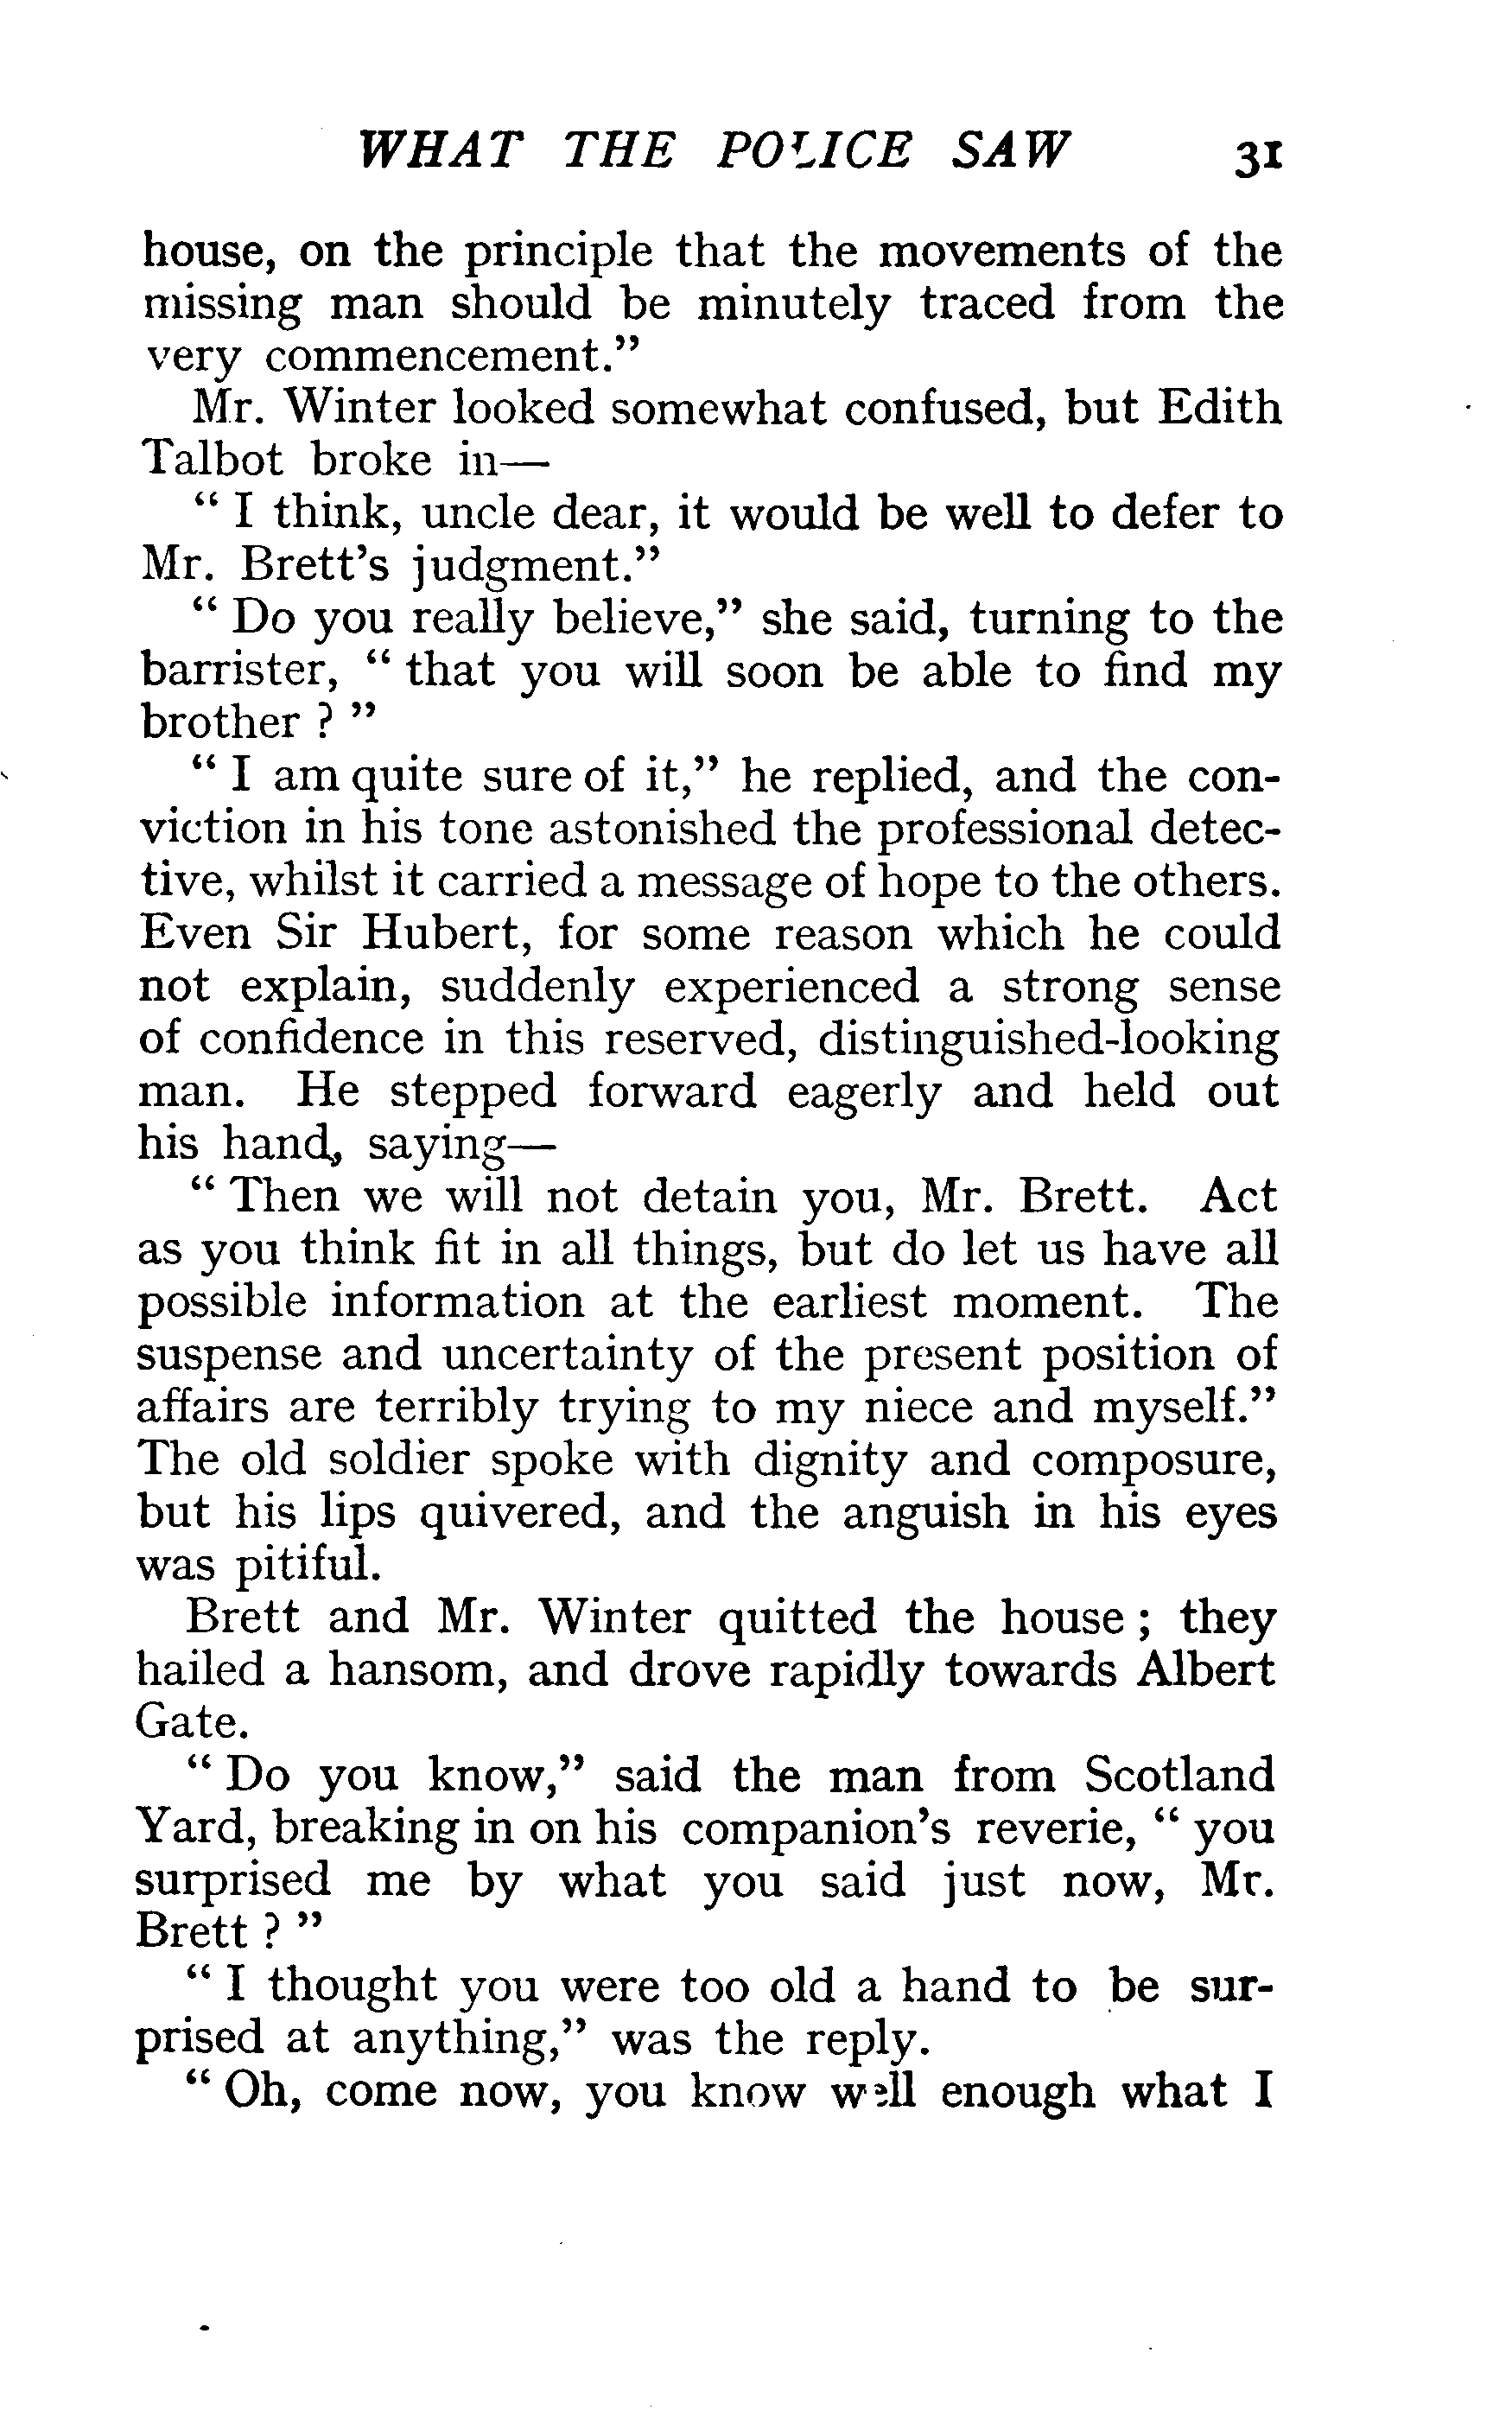 WHAT THE POLICE SAW 31
house, on the principle that the movements of the
missing man should be minutely traced from the
very commencement."
Mr. Winter looked somewhat confused, but Edith
Talbot broke in—
" I think, uncle dear, it would be well to defer to
Mr. Brett's judgment."
" Do you really believe," she said, turning to the
barrister, " that you will soon be able to find my
brother ? "
" I am quite sure of it," he replied, and the con-
viction in his tone astonished the professional detec-
tive, whilst it carried a message of hope to the others.
Even Sir Hubert, for some reason which he could
not explain, suddenly experienced a strong sense
of confidence in this reserved, distinguished-looking
man. He stepped forward eagerly and held out
his hand, saying—
" Then we will not detain you, Mr. Brett. Act
as you think fit in all things, but do let us have all
possible information at the earliest moment. The
suspense and uncertainty of the present position of
affairs are terribly trying to my niece and myself."
The old soldier spoke with dignity and composure,
but his lips quivered, and the anguish in his eyes
was pitiful.
Brett and Mr. Winter quitted the house ; they
hailed a hansom, and drove rapidly towards Albert
Gate.
" Do you know," said the man from Scotland
Yard, breaking in on his companion's reverie, " you
surprised me by what you said just now, Mr.
Brett ? "
" I thought you were too old a hand to be sur-
prised at anything," was the reply.
" Oh, come now, you know well enough what I